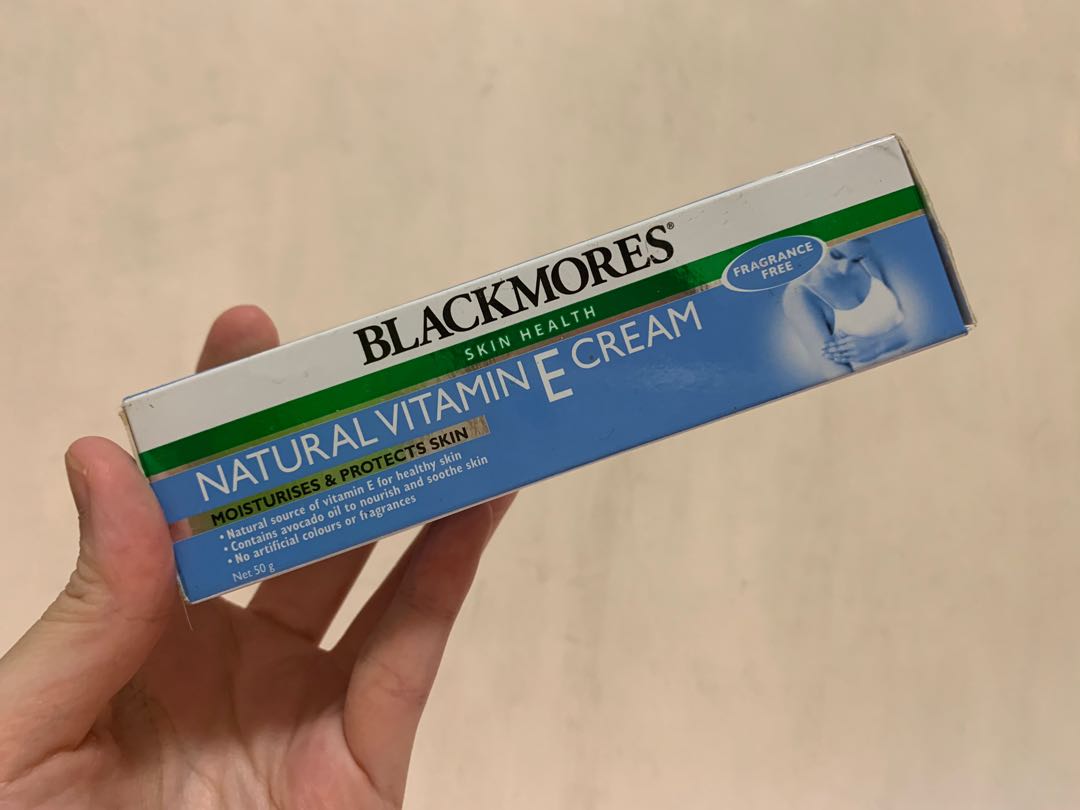 BLACKMORES®
SKIN HEALTH
NATURAL VITAMIN E CREAM
FRAGRANCE
FREE
MOISTURISES & PROTECTS SKIN
• Natural source of vitamin E for healthy skin
• Contains avocado oil to nourish and soothe skin
• No artificial colours or fragrances
Net 50 g